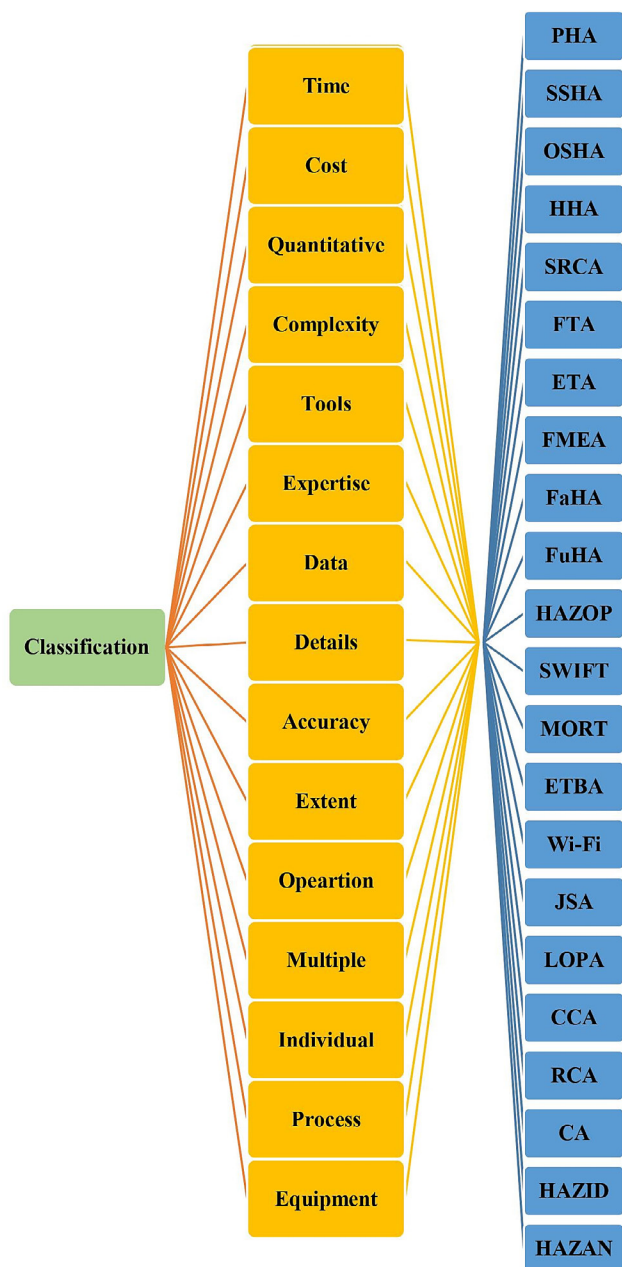 Classification
Time
Cost
Quantitative
Complexity
Tools
Expertise
Data
Details
Accuracy
Extent
Opeartion
Multiple
Individual
Process
Equipment
PHA
SSHA
OSHA
HHA
SRCA
FTA
ETA
FMEA
FaHA
FuHA
HAZOP
SWIFT
MORT
ETBA
Wi-Fi
JSA
LOPA
CCA
RCA
CA
HAZID
HAZAN